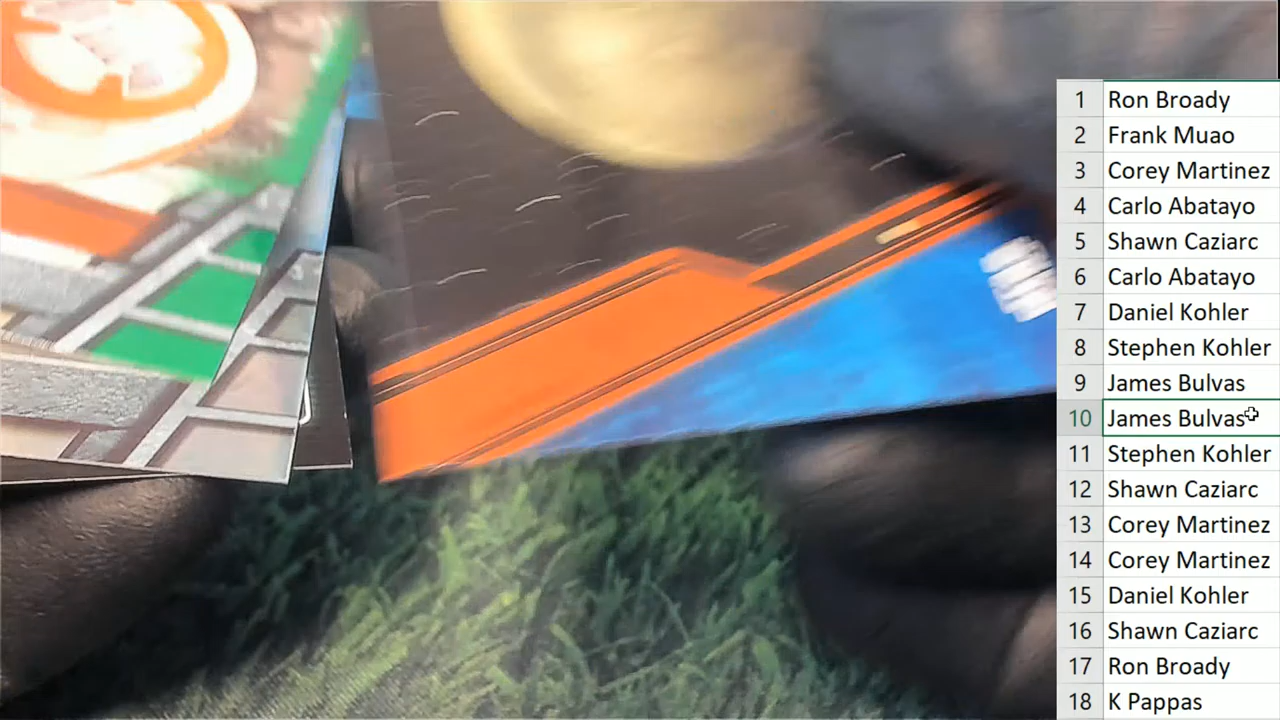 1 Ron Broady
2 Frank Muao
3 Corey Martinez
4 Carlo Abatayo
5 Shawn Caziarc
6 Carlo Abatayo
7 Daniel Kohler
8 Stephen Kohler
9 James Bulvas
10 James Bulvas
11 Stephen Kohler
12 Shawn Caziarc
13 Corey Martinez
14 Corey Martinez
15 Daniel Kohler
16 Shawn Caziarc
17 Ron Broady
18 K Pappas